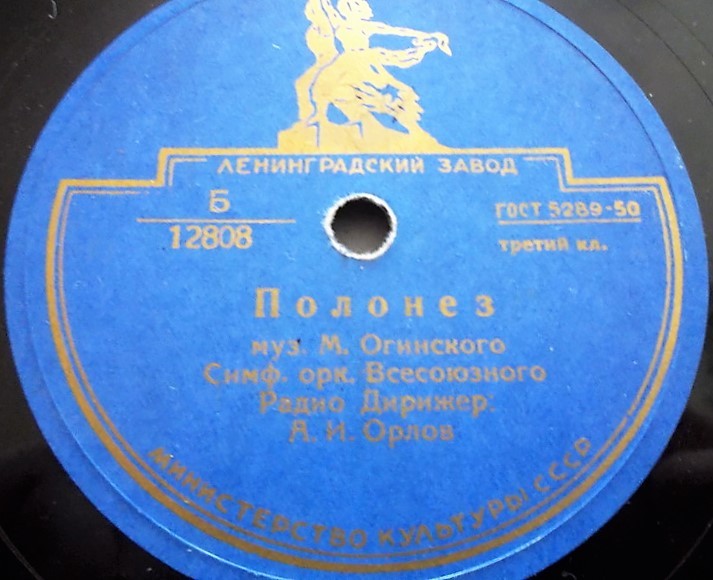 ЛЕНИНГРАДСКИЙ ЗАВОД
Б
12808
ГОСТ 5289-50
третий кл.
Полонез
муз. М. Огинского
Симф. орк. Всесоюзного
Радио Дирижер:
А. И. Орлов
МИНИСТЕРСТВО КУЛЬТУРЫ СССР